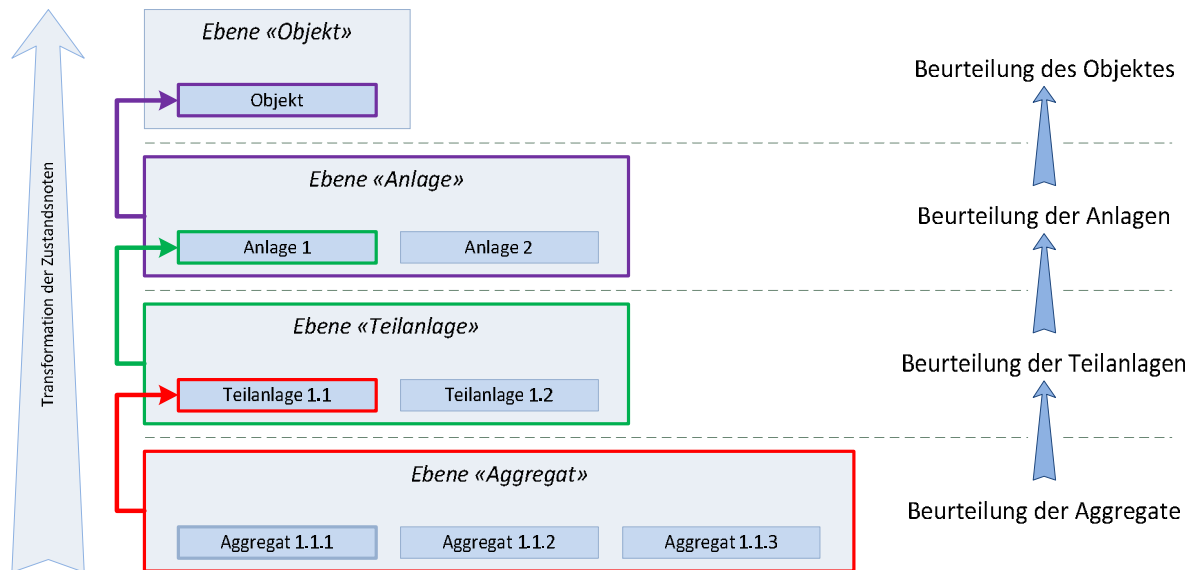 Transformation der Zustandsnoten
Ebene «Objekt»
Objekt
Beurteilung des Objektes
Ebene «Anlage»
Anlage 1
Anlage 2
Beurteilung der Anlagen
Ebene «Teilanlage»
Teilanlage 1.1
Teilanlage 1.2
Beurteilung der Teilanlagen
Ebene «Aggregat»
Aggregat 1.1.1
Aggregat 1.1.2
Aggregat 1.1.3
Beurteilung der Aggregate